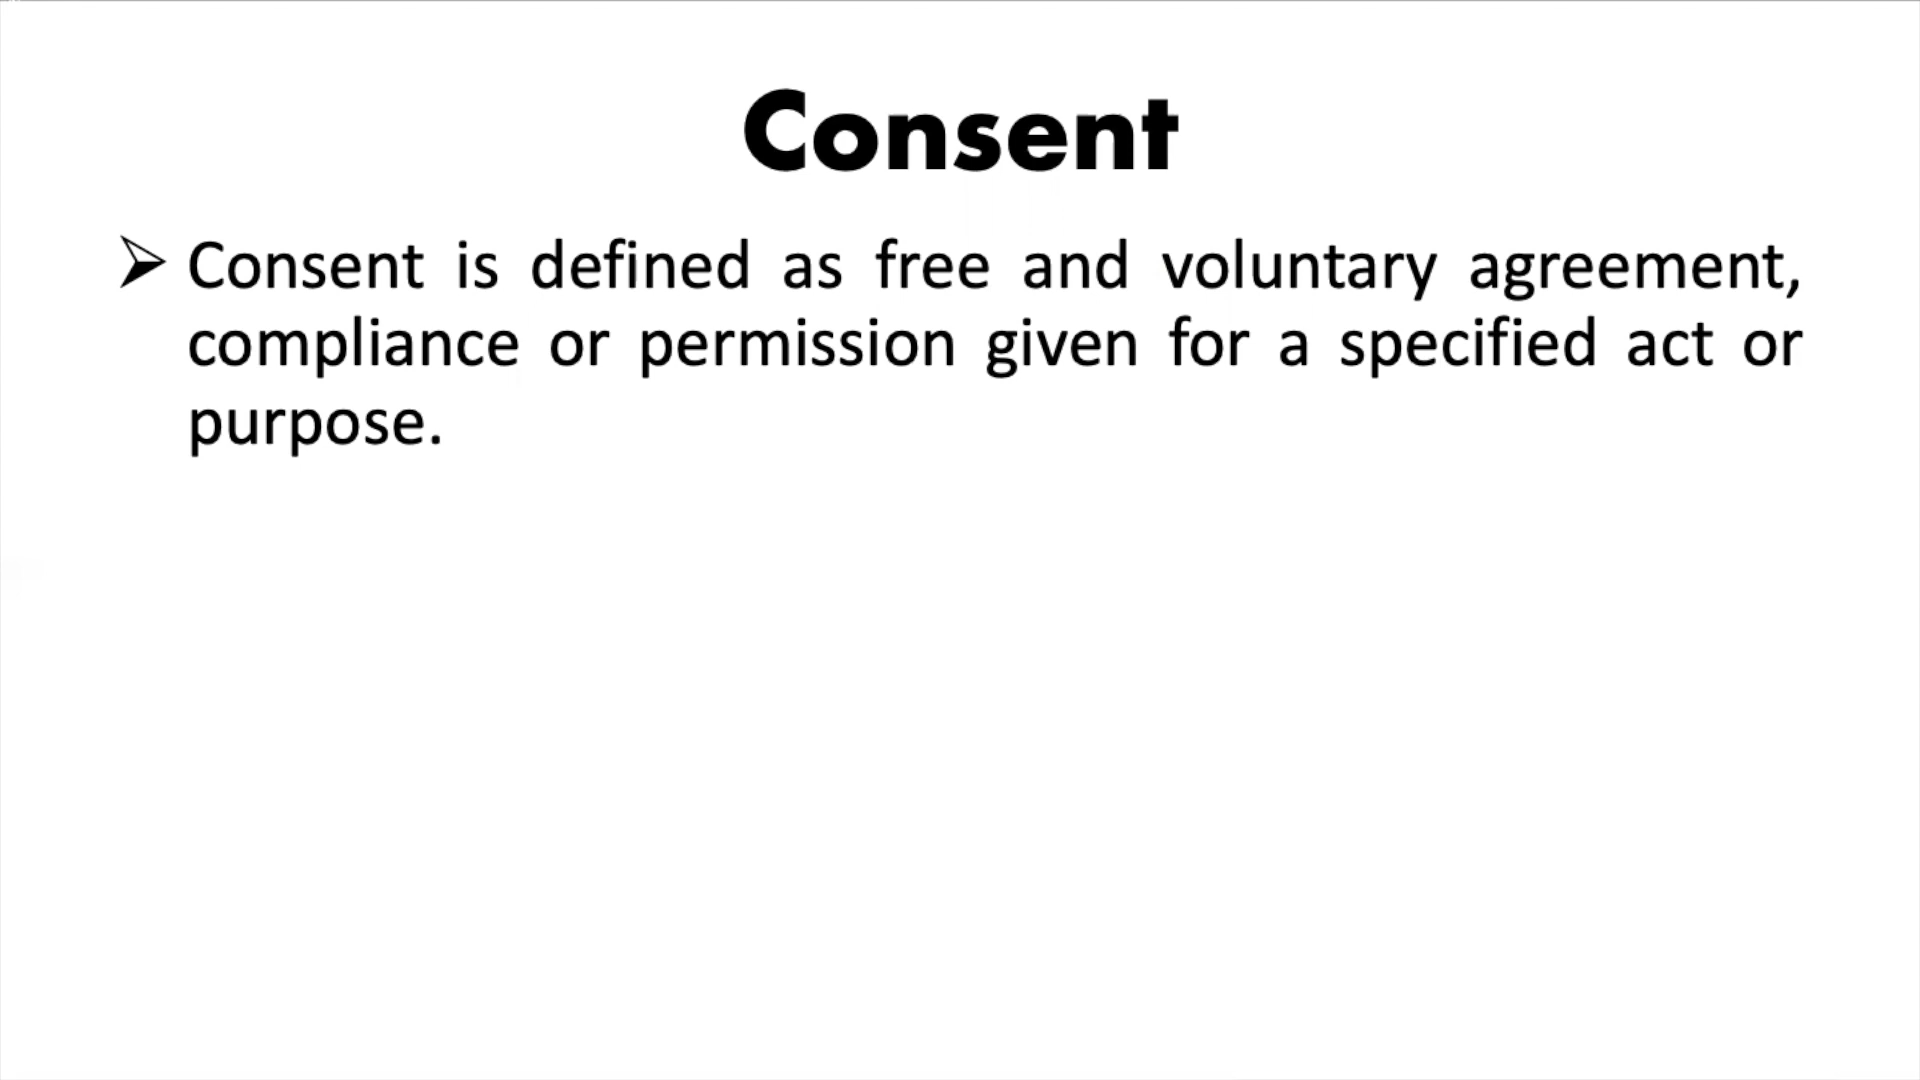 Consent
➢ Consent is defined as free and voluntary agreement,
compliance or permission given for a specified act or
purpose.